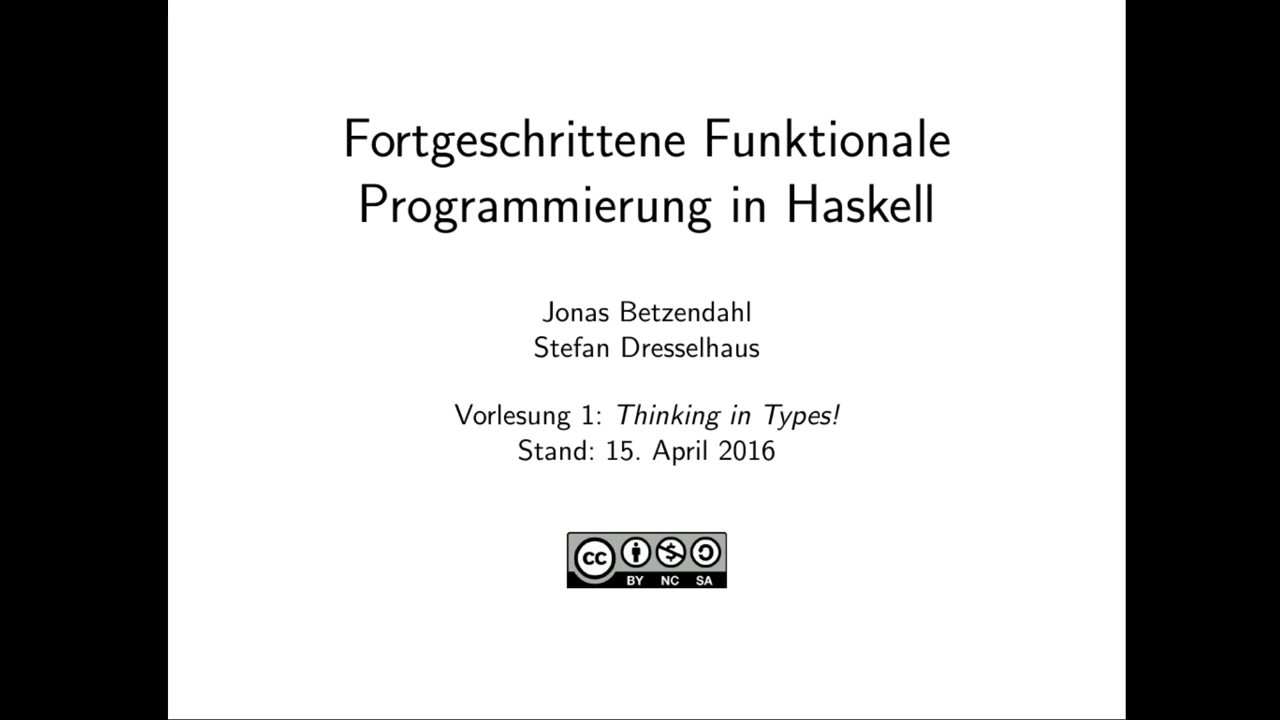 Fortgeschrittene Funktionale
Programmierung in Haskell
Jonas Betzendahl
Stefan Dresselhaus
Vorlesung 1: Thinking in Types!
Stand: 15. April 2016
cc
BY NC SA